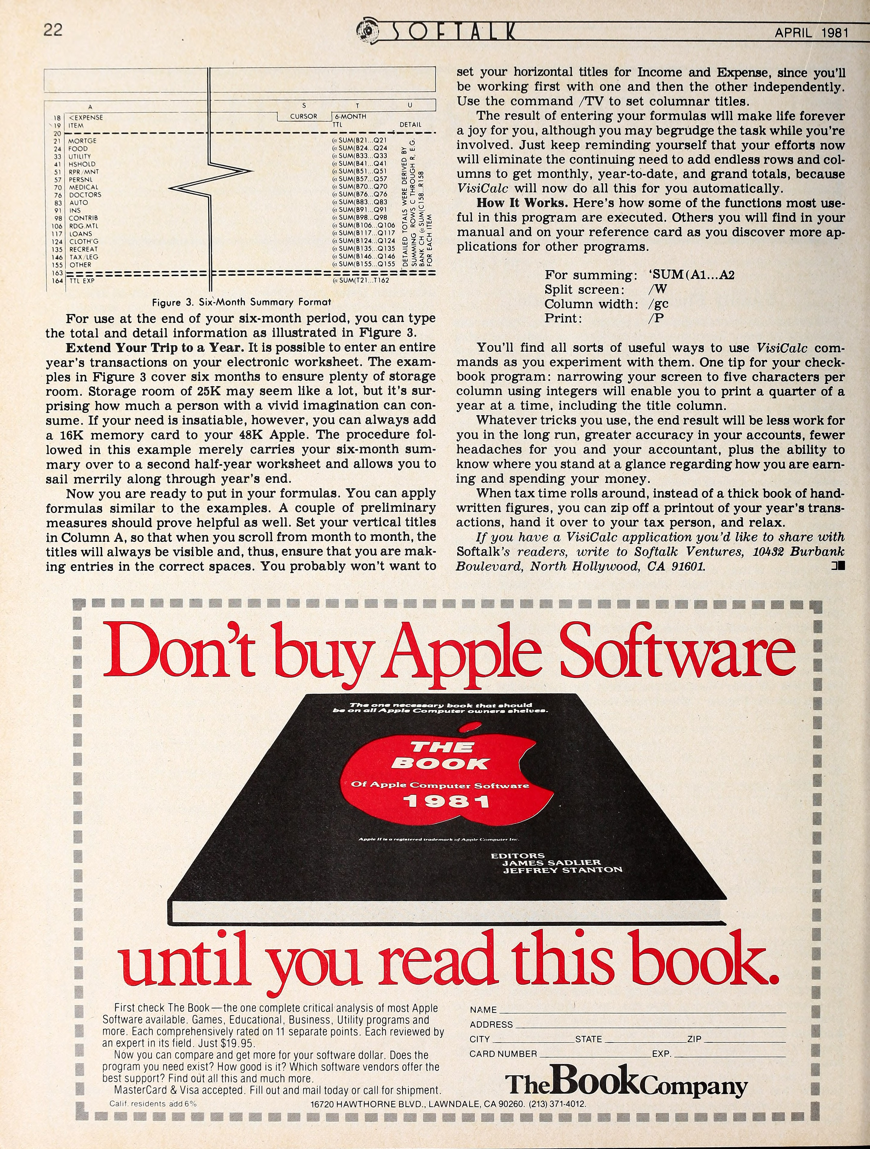 22
SOFTALK
APRIL 1981
A S T U
18 <EXPENSE CURSOR 6-MONTH
19 ITEM TTL DETAIL
20
21 MORTGE @SUM(B21...Q21
24 FOOD @SUM(B24...Q24
33 UTILITY @SUM(B33...Q33
41 HSHOLD @SUM(B41...Q41
51 RPR/MNT @SUM(B51...Q51
57 PERSNL @SUM(B57...Q57
70 MEDICAL @SUM(B70...Q70
76 DOCTORS @SUM(B76...Q76
83 AUTO @SUM(B83...Q83
91 INS @SUM(B91...Q91
98 CONTRIB @SUM(B98...Q98
106 RDG.MTL @SUM(B106...Q106
117 LOANS @SUM(B117...Q117
124 CLOTH'G @SUM(B124...Q124
135 RECREAT @SUM(B135...Q135
146 TAX/LEG @SUM(B146...Q146
155 OTHER @SUM(B155...Q155
163
164 TTL EXP @SUM(T21...T162
DETAILED TOTALS WERE DERIVED BY
SUMMING ROWS C THROUGH R, E.G.
BANK CH @SUM(C158...R158
FOR EACH ITEM
Figure 3. Six-Month Summary Format
For use at the end of your six-month period, you can type
the total and detail information as illustrated in Figure 3.
Extend Your Trip to a Year. It is possible to enter an entire
year's transactions on your electronic worksheet. The exam-
ples in Figure 3 cover six months to ensure plenty of storage
room. Storage room of 25K may seem like a lot, but it's sur-
prising how much a person with a vivid imagination can con-
sume. If your need is insatiable, however, you can always add
a 16K memory card to your 48K Apple. The procedure fol-
lowed in this example merely carries your six-month sum-
mary over to a second half-year worksheet and allows you to
sail merrily along through year's end.
Now you are ready to put in your formulas. You can apply
formulas similar to the examples. A couple of preliminary
measures should prove helpful as well. Set your vertical titles
in Column A, so that when you scroll from month to month, the
titles will always be visible and, thus, ensure that you are mak-
ing entries in the correct spaces. You probably won't want to
set your horizontal titles for Income and Expense, since you'll
be working first with one and then the other independently.
Use the command /TV to set columnar titles.
The result of entering your formulas will make life forever
a joy for you, although you may begrudge the task while you're
involved. Just keep reminding yourself that your efforts now
will eliminate the continuing need to add endless rows and col-
umns to get monthly, year-to-date, and grand totals, because
VisiCalc will now do all this for you automatically.
How It Works. Here's how some of the functions most use-
ful in this program are executed. Others you will find in your
manual and on your reference card as you discover more ap-
plications for other programs.
For summing: 'SUM(A1...A2
Split screen: /W
Column width: /gc
Print: /P
You'll find all sorts of useful ways to use VisiCalc com-
mands as you experiment with them. One tip for your check-
book program: narrowing your screen to five characters per
column using integers will enable you to print a quarter of a
year at a time, including the title column.
Whatever tricks you use, the end result will be less work for
you in the long run, greater accuracy in your accounts, fewer
headaches for you and your accountant, plus the ability to
know where you stand at a glance regarding how you are earn-
ing and spending your money.
When tax time rolls around, instead of a thick book of hand-
written figures, you can zip off a printout of your year's trans-
actions, hand it over to your tax person, and relax.
If you have a VisiCalc application you'd like to share with
Softalk's readers, write to Softalk Ventures, 10432 Burbank
Boulevard, North Hollywood, CA 91601.
Don't buy Apple Software
The one necessary book that should
be on all Apple Computer owners shelves.
THE
BOOK
Of Apple Computer Software
1981
Apple II is a registered trademark of Apple Computer Inc.
EDITORS
JAMES SADLIER
JEFFREY STANTON
until you read this book.
First check The Book—the one complete critical analysis of most Apple
Software available. Games, Educational, Business, Utility programs and
more. Each comprehensively rated on 11 separate points. Each reviewed by
an expert in its field. Just $19.95.
Now you can compare and get more for your software dollar. Does the
program you need exist? How good is it? Which software vendors offer the
best support? Find out all this and much more.
MasterCard & Visa accepted. Fill out and mail today or call for shipment.
Calif. residents add 6%
NAME
ADDRESS
CITY STATE ZIP
CARD NUMBER EXP.
The Book Company
16720 HAWTHORNE BLVD., LAWNDALE, CA 90260. (213) 371-4012.